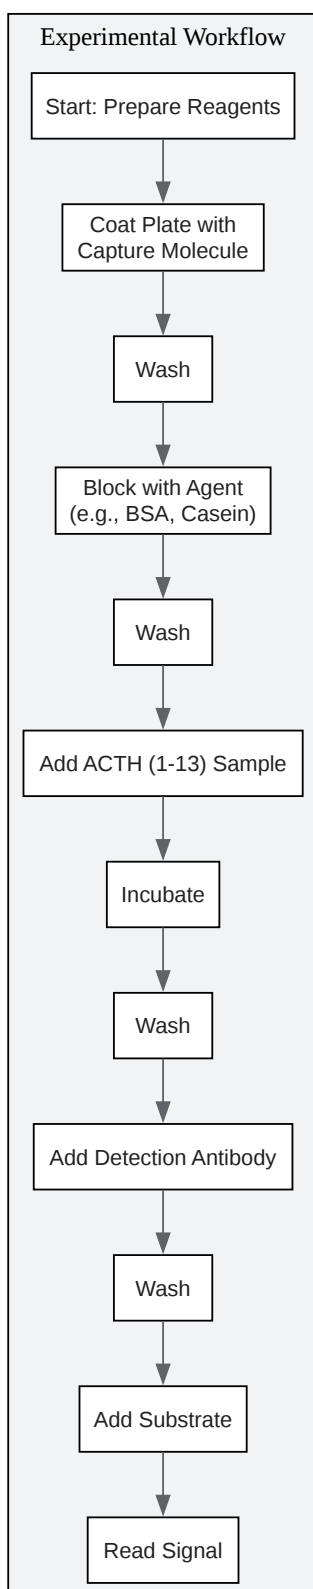 Experimental Workflow
Start: Prepare Reagents
Coat Plate with
Capture Molecule
Wash
Block with Agent
(e.g., BSA, Casein)
Wash
Add ACTH (1-13) Sample
Incubate
Wash
Add Detection Antibody
Wash
Add Substrate
Read Signal